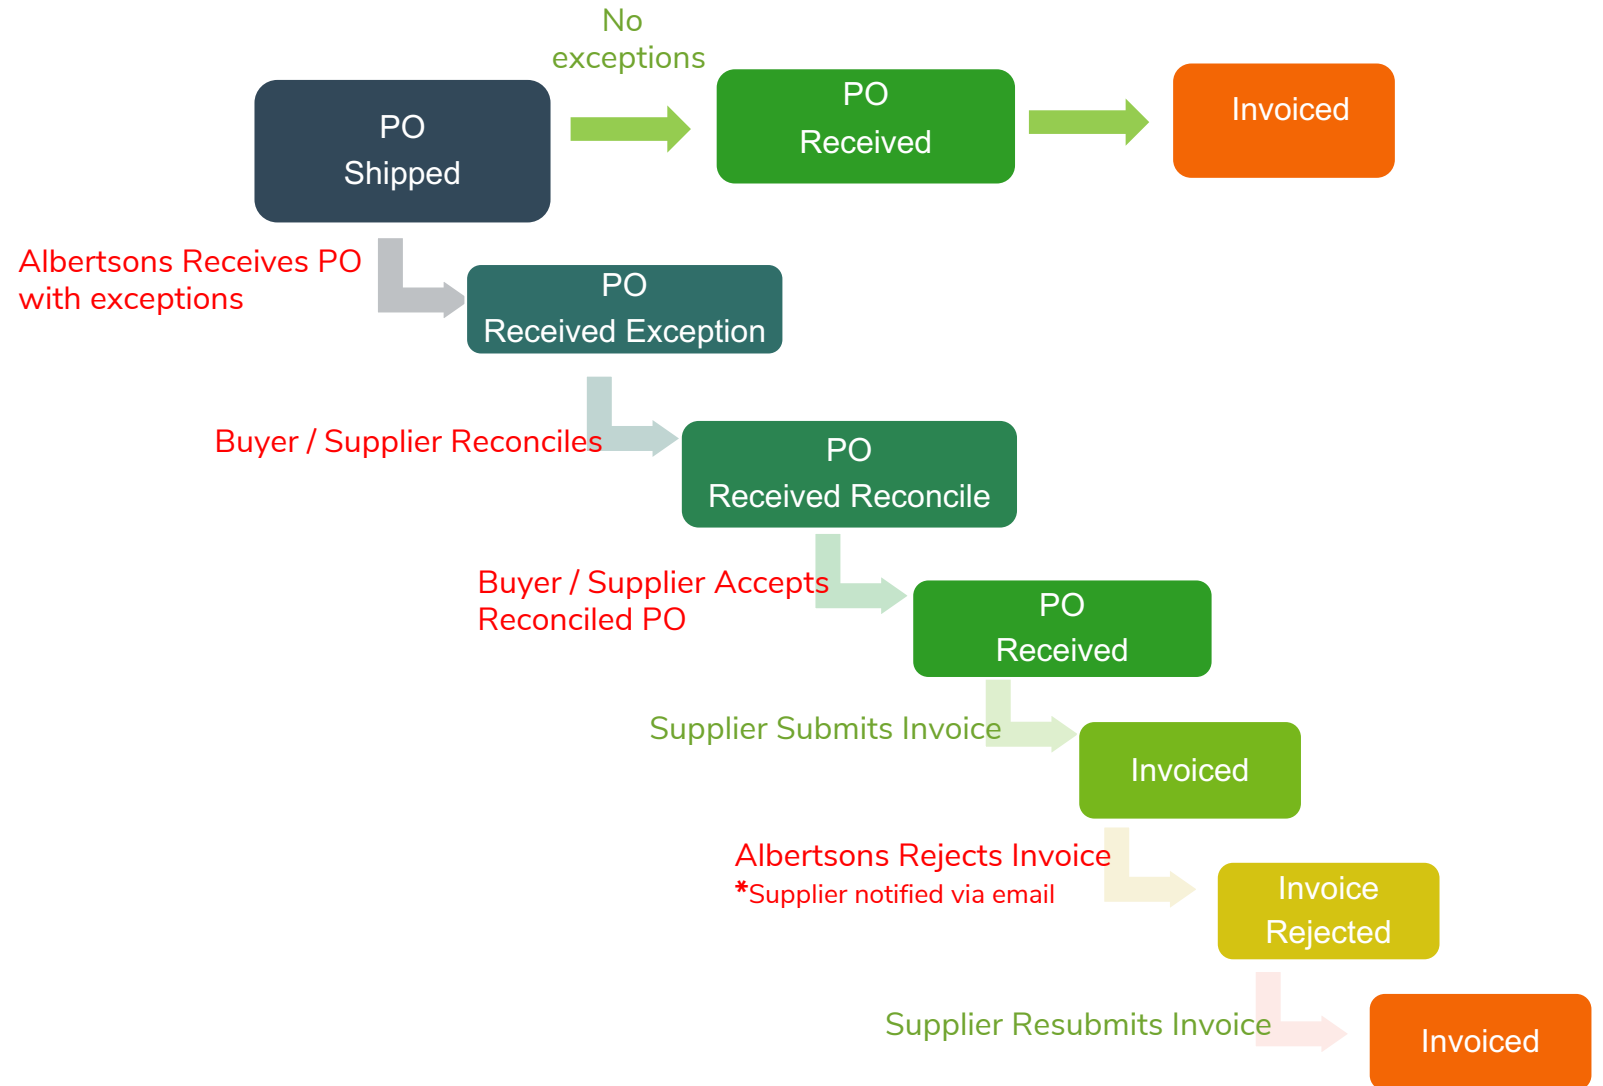 No
exceptions
PO
Shipped
PO
Received
Invoiced
Albertsons Receives PO
with exceptions
PO
Received Exception
Buyer / Supplier Reconciles
PO
Received Reconcile
Buyer / Supplier Accepts
Reconciled PO
PO
Received
Supplier Submits Invoice
Invoiced
Albertsons Rejects Invoice
*Supplier notified via email
Invoice
Rejected
Supplier Resubmits Invoice
Invoiced